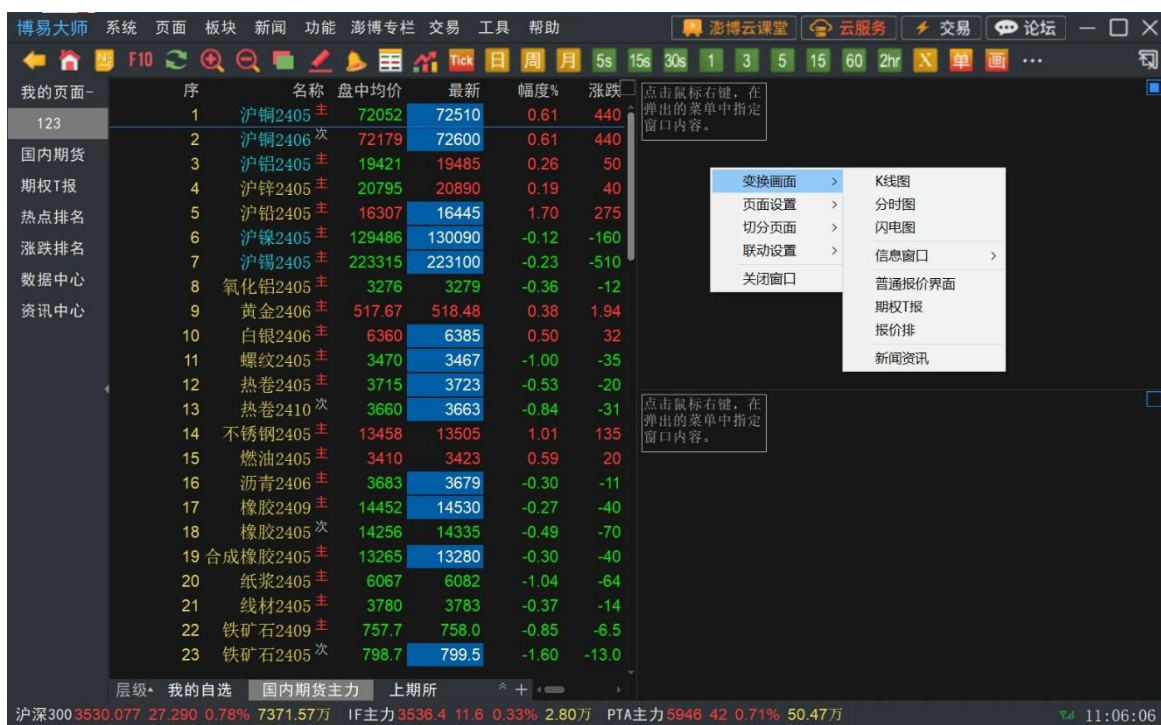 博易大师 系统 页面 板块 新闻 功能 澎博专栏 交易 工具 帮助 澎博云课堂 云服务 交易 论坛
F10 Tick 日 周 月 5s 15s 30s 1 3 5 15 60 2hr X 单 画 ···
我的页面-
123
国内期货
期权T报
热点排名
涨跌排名
数据中心
资讯中心
序 名称 盘中均价 最新 幅度% 涨跌
1 沪铜2405主 72052 72510 0.61 440
2 沪铜2406次 72179 72600 0.61 440
3 沪铝2405主 19421 19485 0.26 50
4 沪锌2405主 20795 20890 0.19 40
5 沪铅2405主 16307 16445 1.70 275
6 沪镍2405主 129486 130090 -0.12 -160
7 沪锡2405主 223315 223100 -0.23 -510
8 氧化铝2405主 3276 3279 -0.36 -12
9 黄金2406主 517.67 518.48 0.38 1.94
10 白银2406主 6360 6385 0.50 32
11 螺纹2405主 3470 3467 -1.00 -35
12 热卷2405主 3715 3723 -0.53 -20
13 热卷2410次 3660 3663 -0.84 -31
14 不锈钢2405主 13458 13505 1.01 135
15 燃油2405主 3410 3423 0.59 20
16 沥青2406主 3683 3679 -0.30 -11
17 橡胶2409主 14452 14530 -0.27 -40
18 橡胶2405次 14256 14335 -0.49 -70
19 合成橡胶2405主 13265 13280 -0.30 -40
20 纸浆2405主 6067 6082 -1.04 -64
21 线材2405主 3780 3783 -0.37 -14
22 铁矿石2409主 757.7 758.0 -0.85 -6.5
23 铁矿石2405次 798.7 799.5 -1.60 -13.0
点击鼠标右键，在
弹出的菜单中指定
窗口内容。
变换画面
页面设置
切分页面
联动设置
关闭窗口
K线图
分时图
闪电图
信息窗口
普通报价界面
期权T报
报价排
新闻资讯
点击鼠标右键，在
弹出的菜单中指定
窗口内容。
层级 我的自选 国内期货主力 上期所
沪深300 3530.077 27.290 0.78% 7371.57万 IF主力 3536.4 11.6 0.33% 2.80万 PTA主力 5946 42 0.71% 50.47万 11:06:06